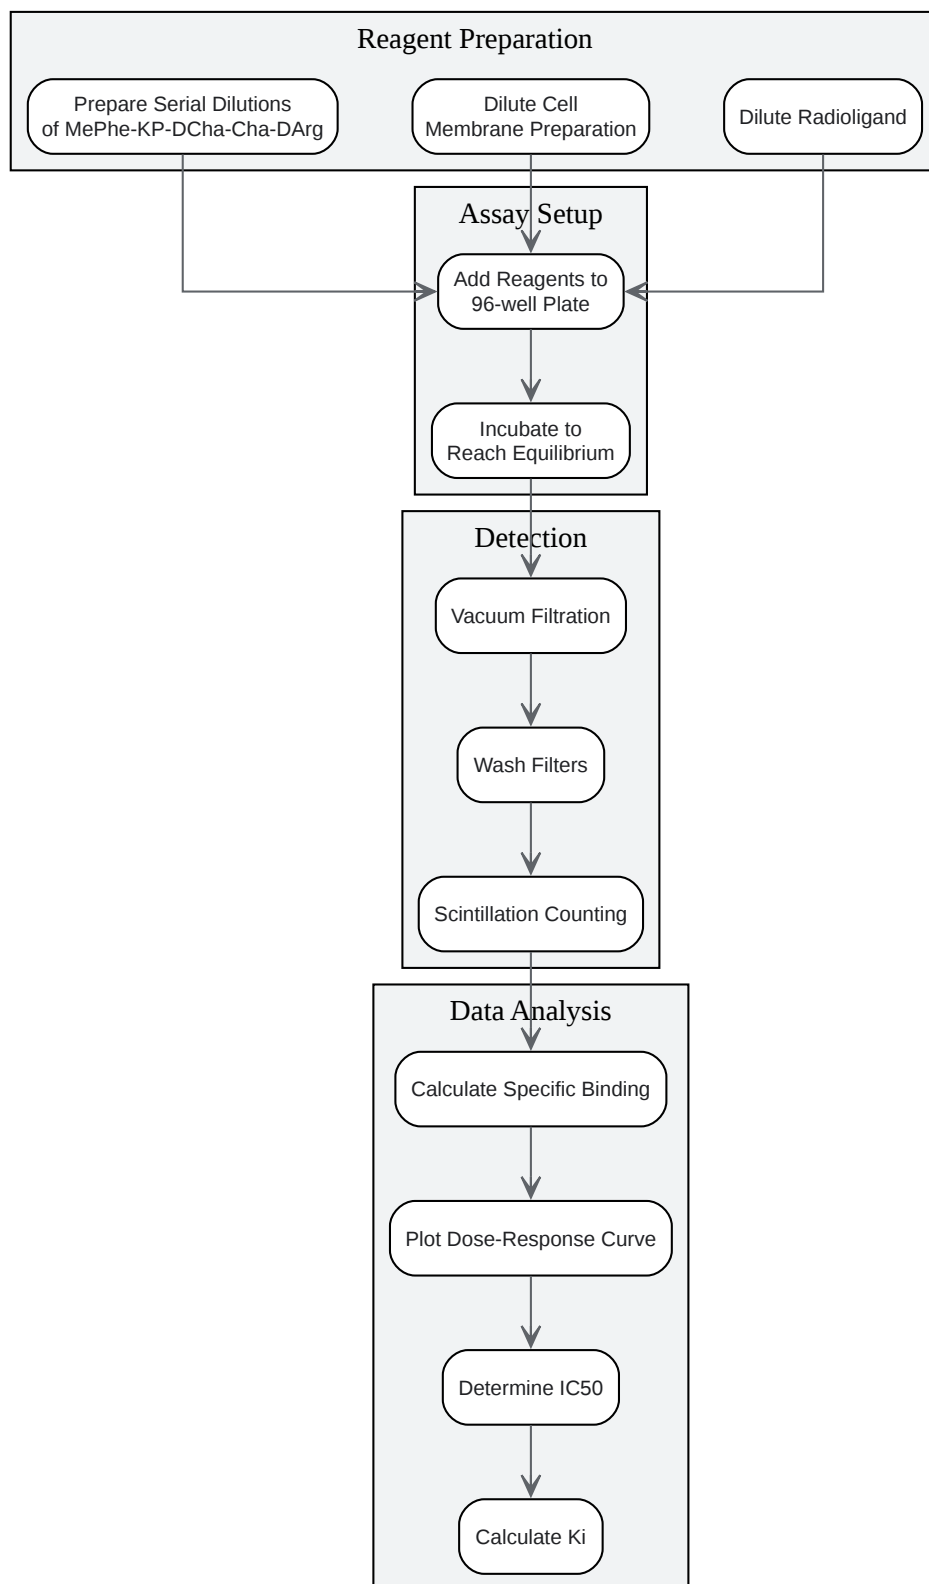 Reagent Preparation
Prepare Serial Dilutions
of MePhe-KP-DCha-Cha-DArg
Dilute Cell
Membrane Preparation
Dilute Radioligand
Assay Setup
Add Reagents to
96-well Plate
Incubate to
Reach Equilibrium
Detection
Vacuum Filtration
Wash Filters
Scintillation Counting
Data Analysis
Calculate Specific Binding
Plot Dose-Response Curve
Determine IC50
Calculate Ki